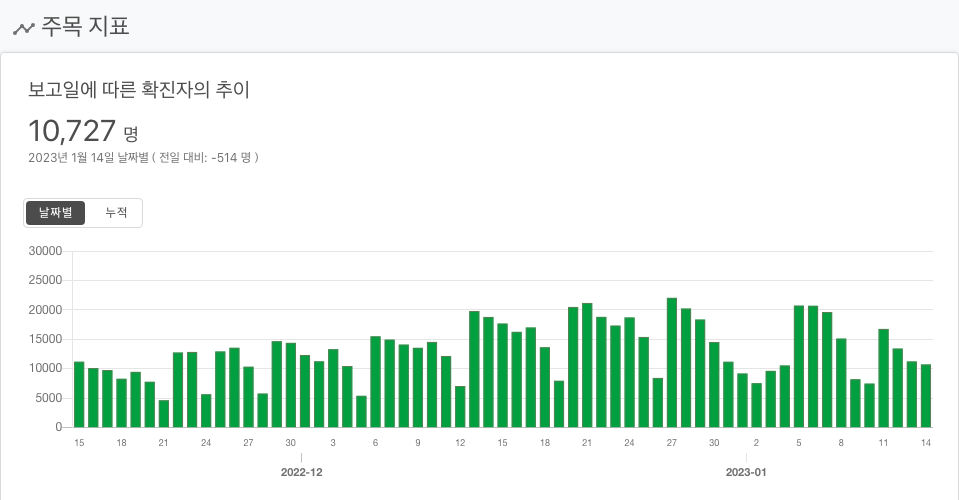 주목 지표
보고일에 따른 확진자의 추이
10,727 명
2023년 1월 14일 날짜별 ( 전일 대비: -514 명 )
날짜별 누적
30000
25000
20000
15000
10000
5000
0
15 18 21 24 27 30 3 6 9 12 15 18 21 24 27 30 2 5 8 11 14
2022-12 2023-01